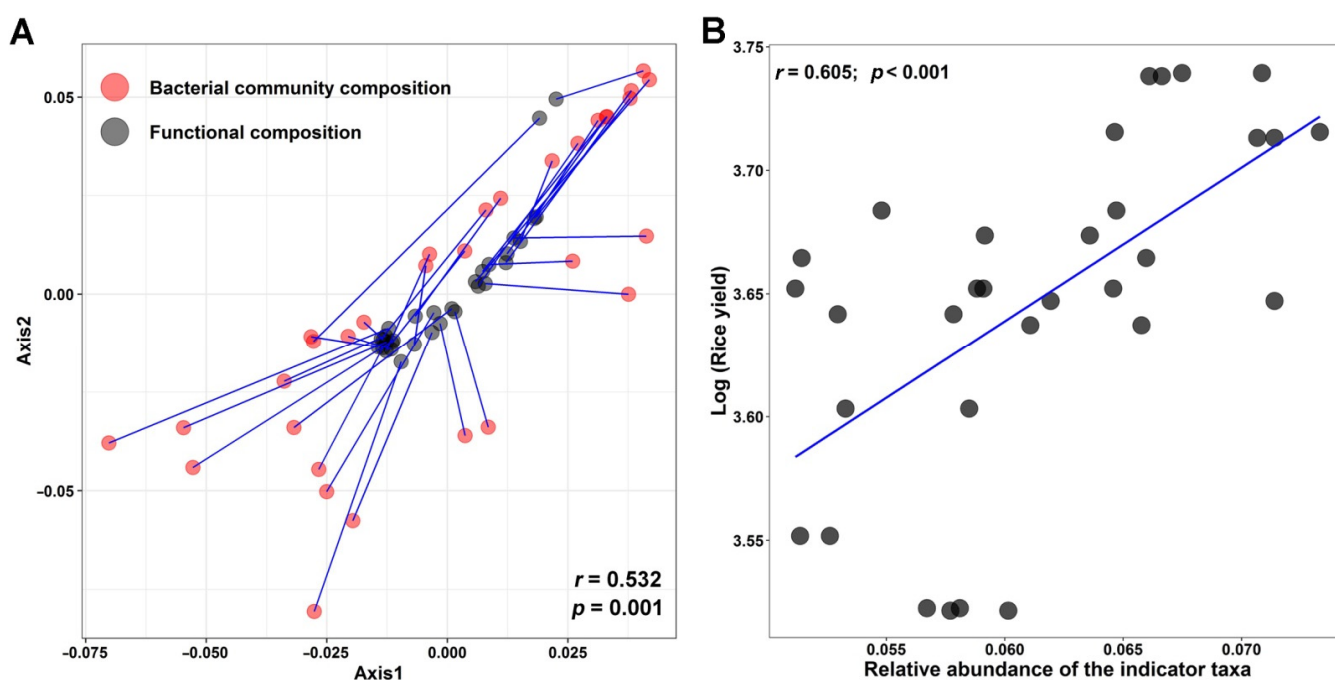 A
0.05
0.00
−0.05
Axis2
Bacterial community composition
Functional composition
r = 0.532
p = 0.001
−0.075
−0.050
−0.025
0.000
0.025
Axis1
B
r = 0.605; p < 0.001
3.75
3.70
3.65
3.60
3.55
Log (Rice yield)
0.055
0.060
0.065
0.070
Relative abundance of the indicator taxa